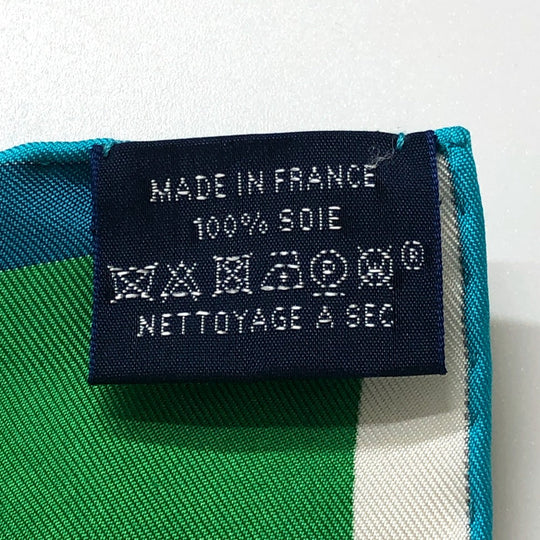 MADE IN FRANCE
100% SOIE
P ®
NETTOYAGE A SEC